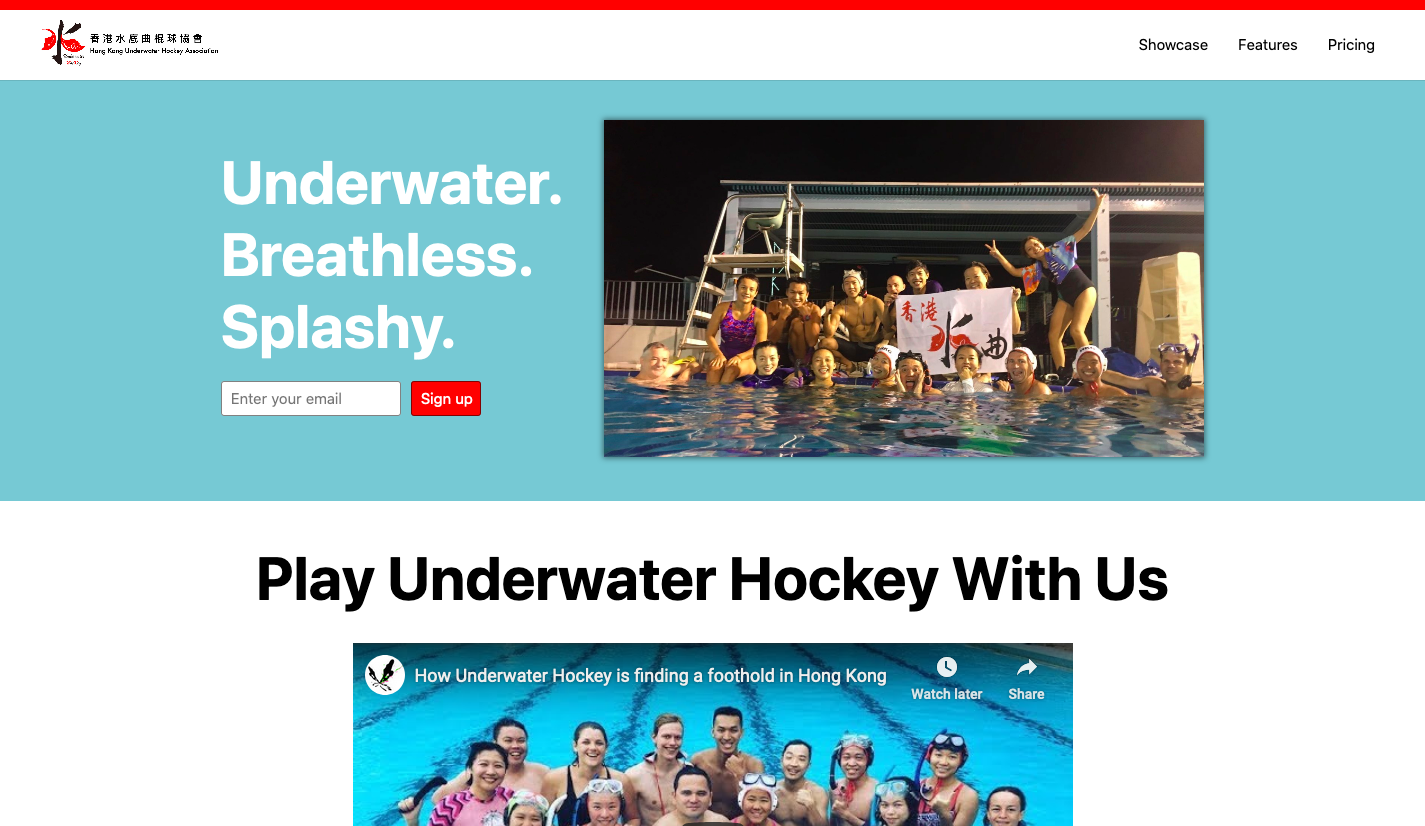 香港水底曲棍球協會
Hong Kong Underwater Hockey Association
Showcase
Features
Pricing
Underwater.
Breathless.
Splashy.
Enter your email
Sign up
香港
水曲
Play Underwater Hockey With Us
How Underwater Hockey is finding a foothold in Hong Kong
Watch later
Share